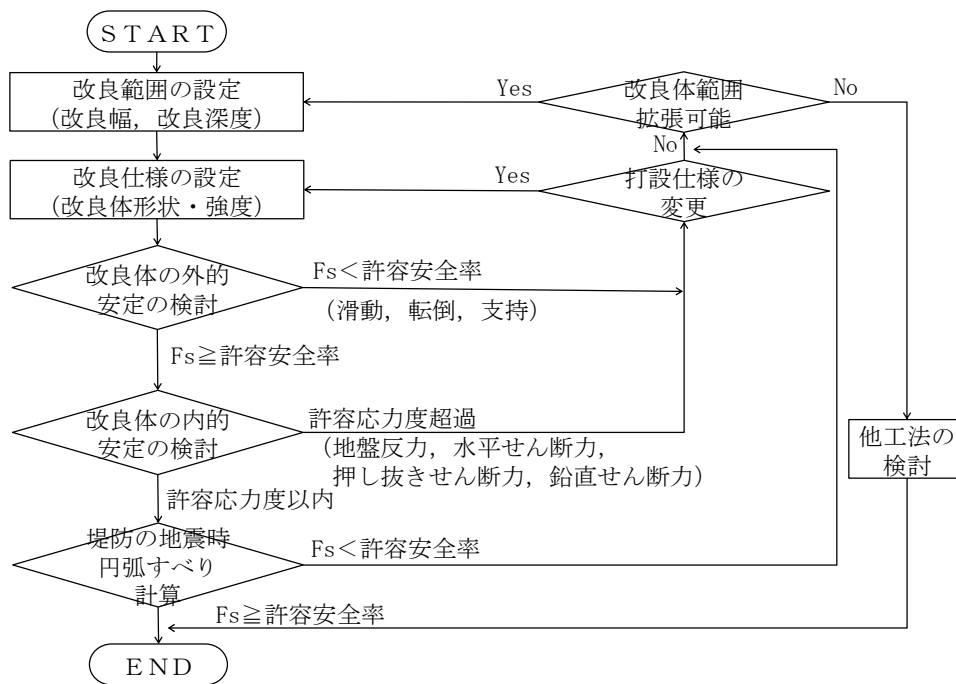 ＳＴＡＲＴ
改良範囲の設定
（改良幅，改良深度）
Yes
改良体範囲
拡張可能
No
No
改良仕様の設定
（改良体形状・強度）
Yes
打設仕様の
変更
改良体の外的
安定の検討
Fs＜許容安全率
（滑動，転倒，支持）
Fs≧許容安全率
改良体の内的
安定の検討
許容応力度超過
（地盤反力，水平せん断力，
押し抜きせん断力，鉛直せん断力）
他工法の
検討
許容応力度以内
堤防の地震時
円弧すべり
計算
Fs＜許容安全率
Fs≧許容安全率
ＥＮＤ